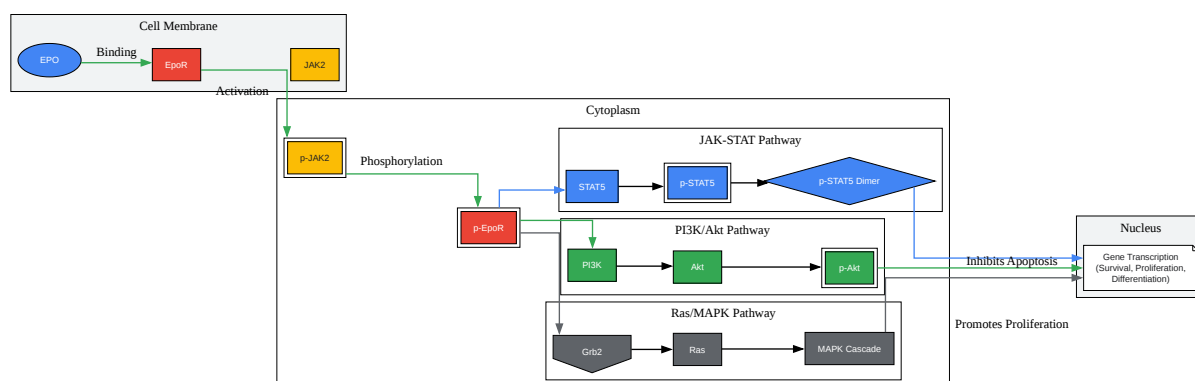 Cell Membrane
EPO
Binding
EpoR
JAK2
Activation
Cytoplasm
p-JAK2
Phosphorylation
p-EpoR
JAK-STAT Pathway
STAT5
p-STAT5
p-STAT5 Dimer
PI3K/Akt Pathway
PI3K
Akt
p-Akt
Inhibits Apoptosis
Ras/MAPK Pathway
Grb2
Ras
MAPK Cascade
Promotes Proliferation
Nucleus
Gene Transcription
(Survival, Proliferation,
Differentiation)